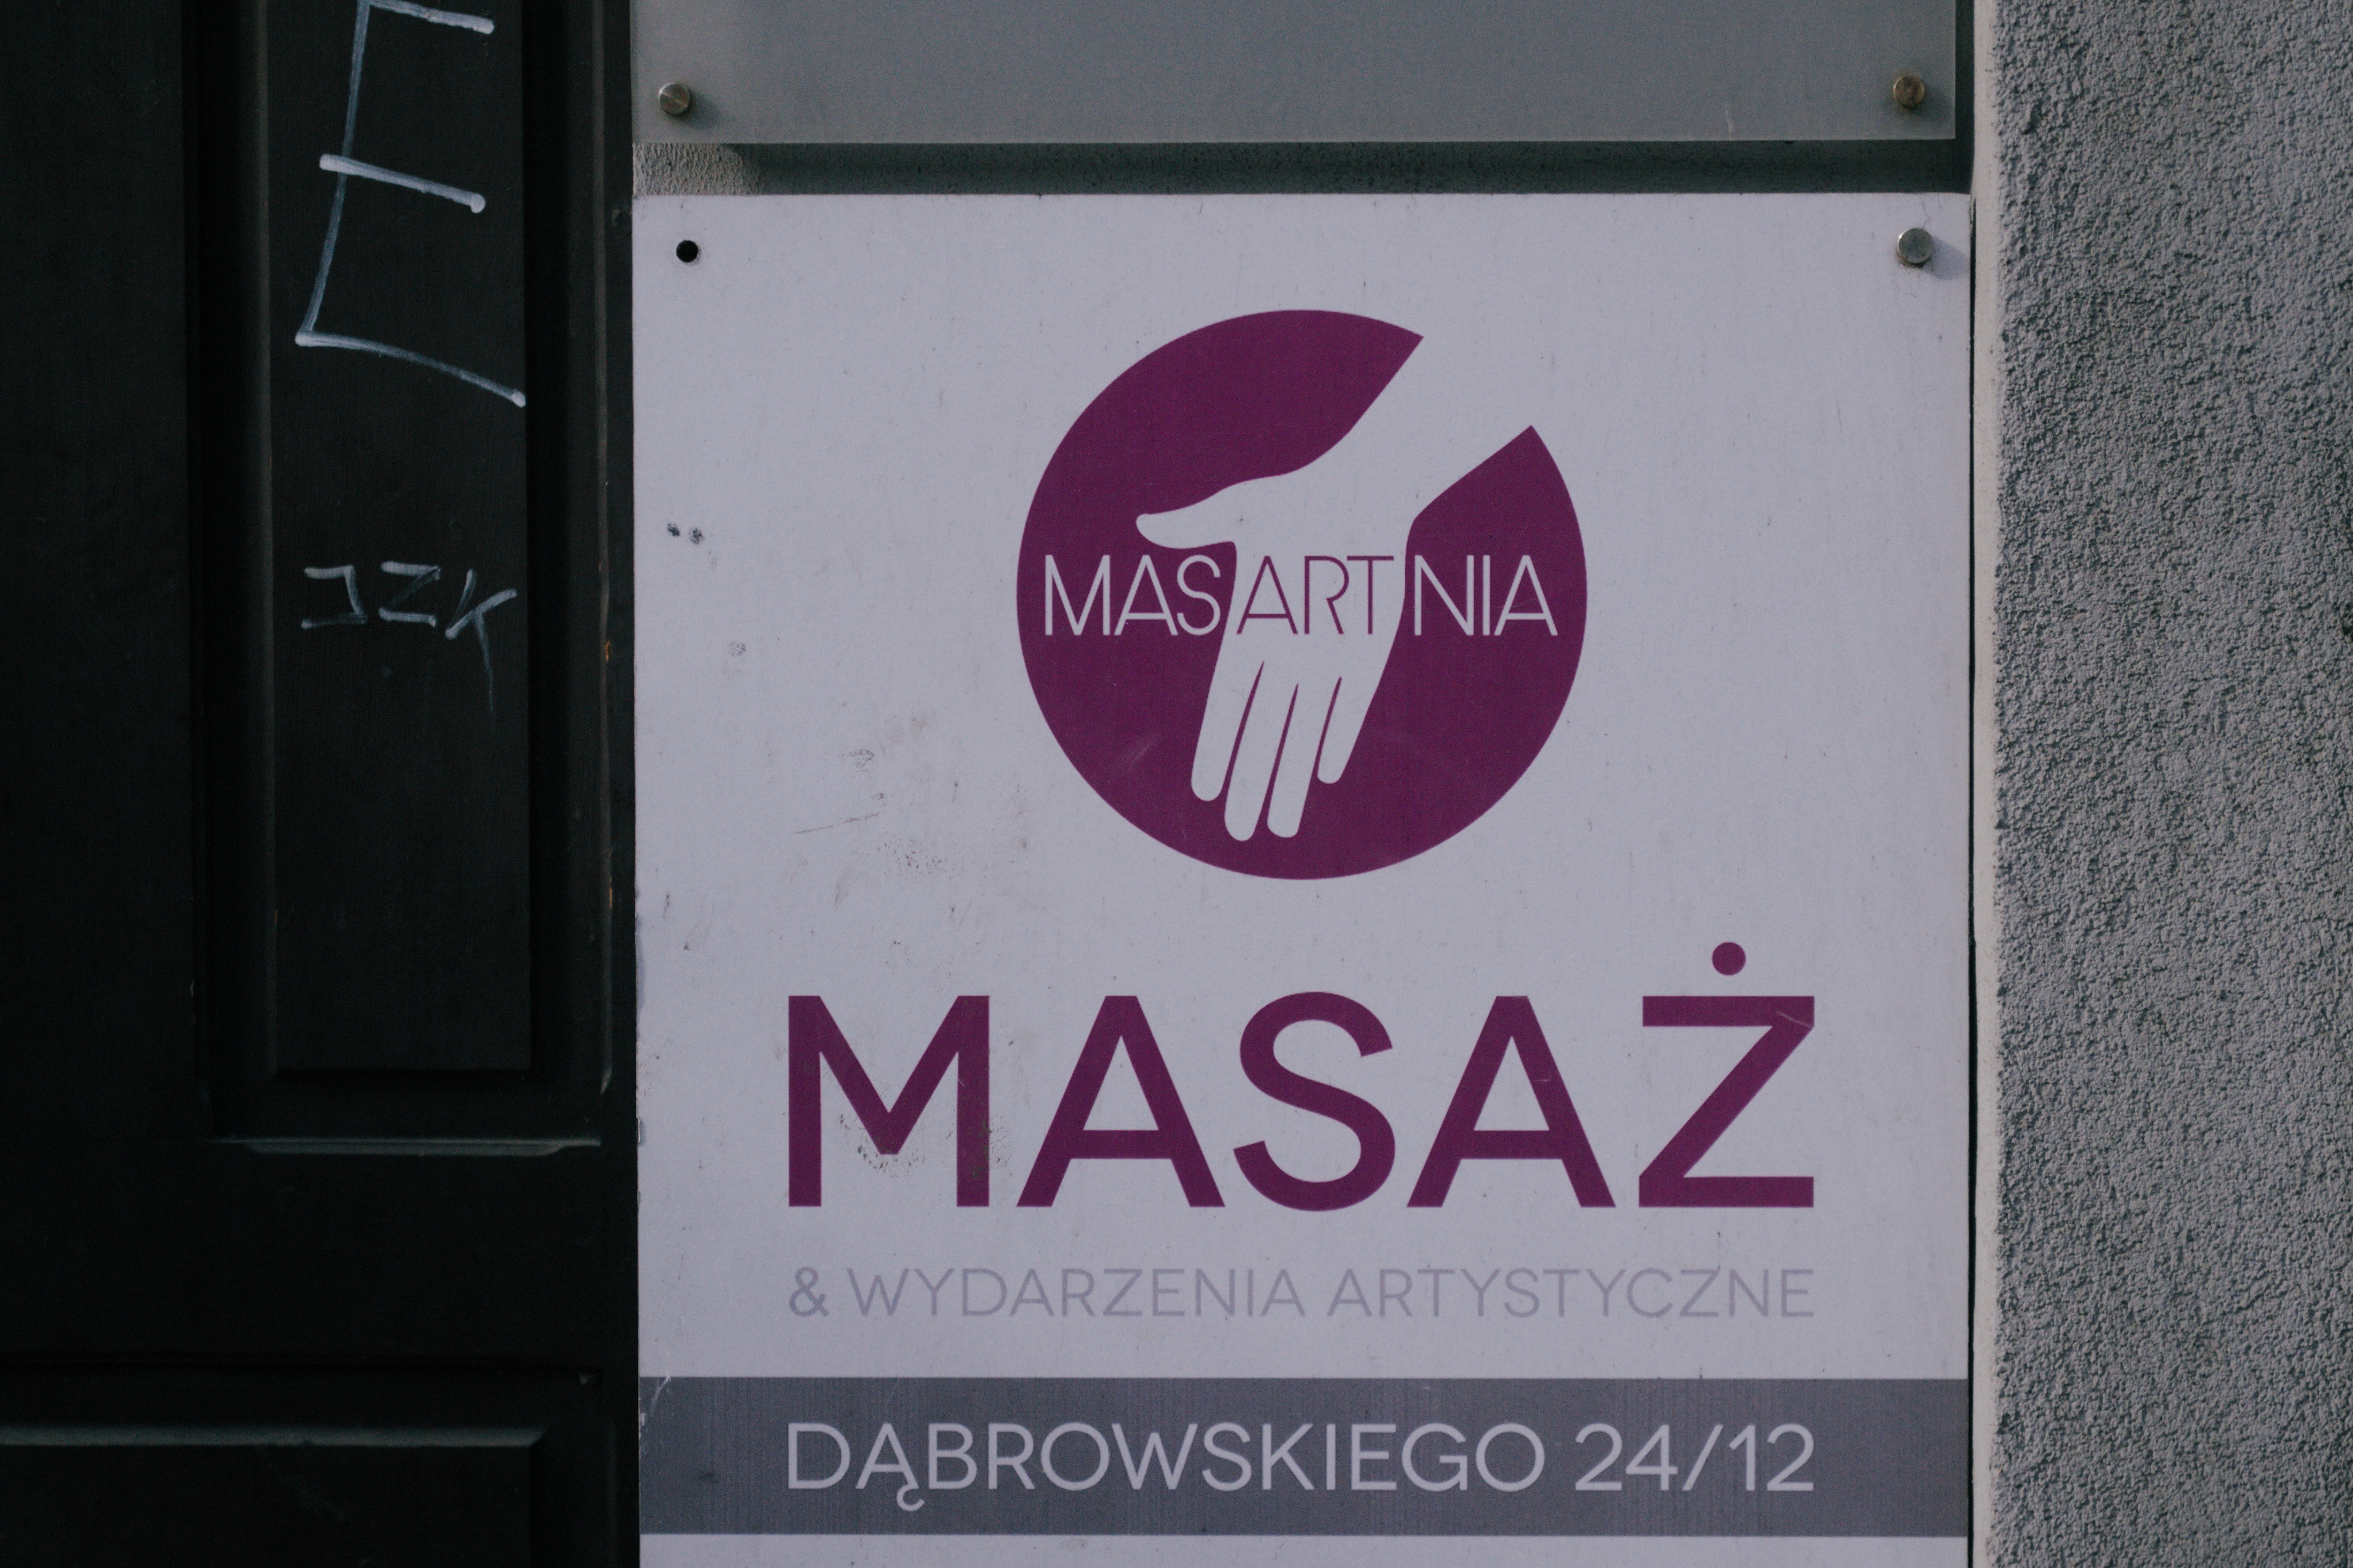 MASARTNIA
MASAŻ
& WYDARZENIA ARTYSTYCZNE
DĄBROWSKIEGO 24/12